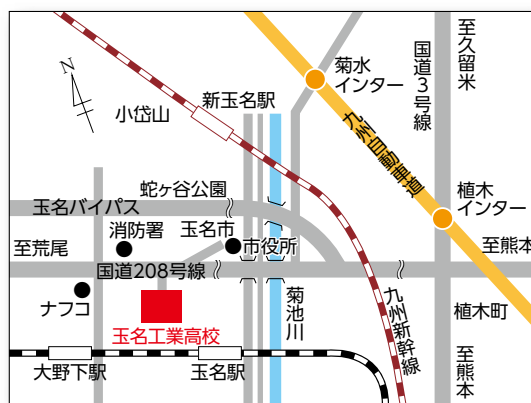 N
小岱山
新玉名駅
菊水
インター
国道3号線
至久留米
九州自動車道
植木
インター
蛇ヶ谷公園
玉名バイパス
消防署
玉名市
市役所
至荒尾
国道208号線
至熊本
ナフコ
玉名工業高校
菊池川
九州新幹線
植木町
至熊本
大野下駅
玉名駅